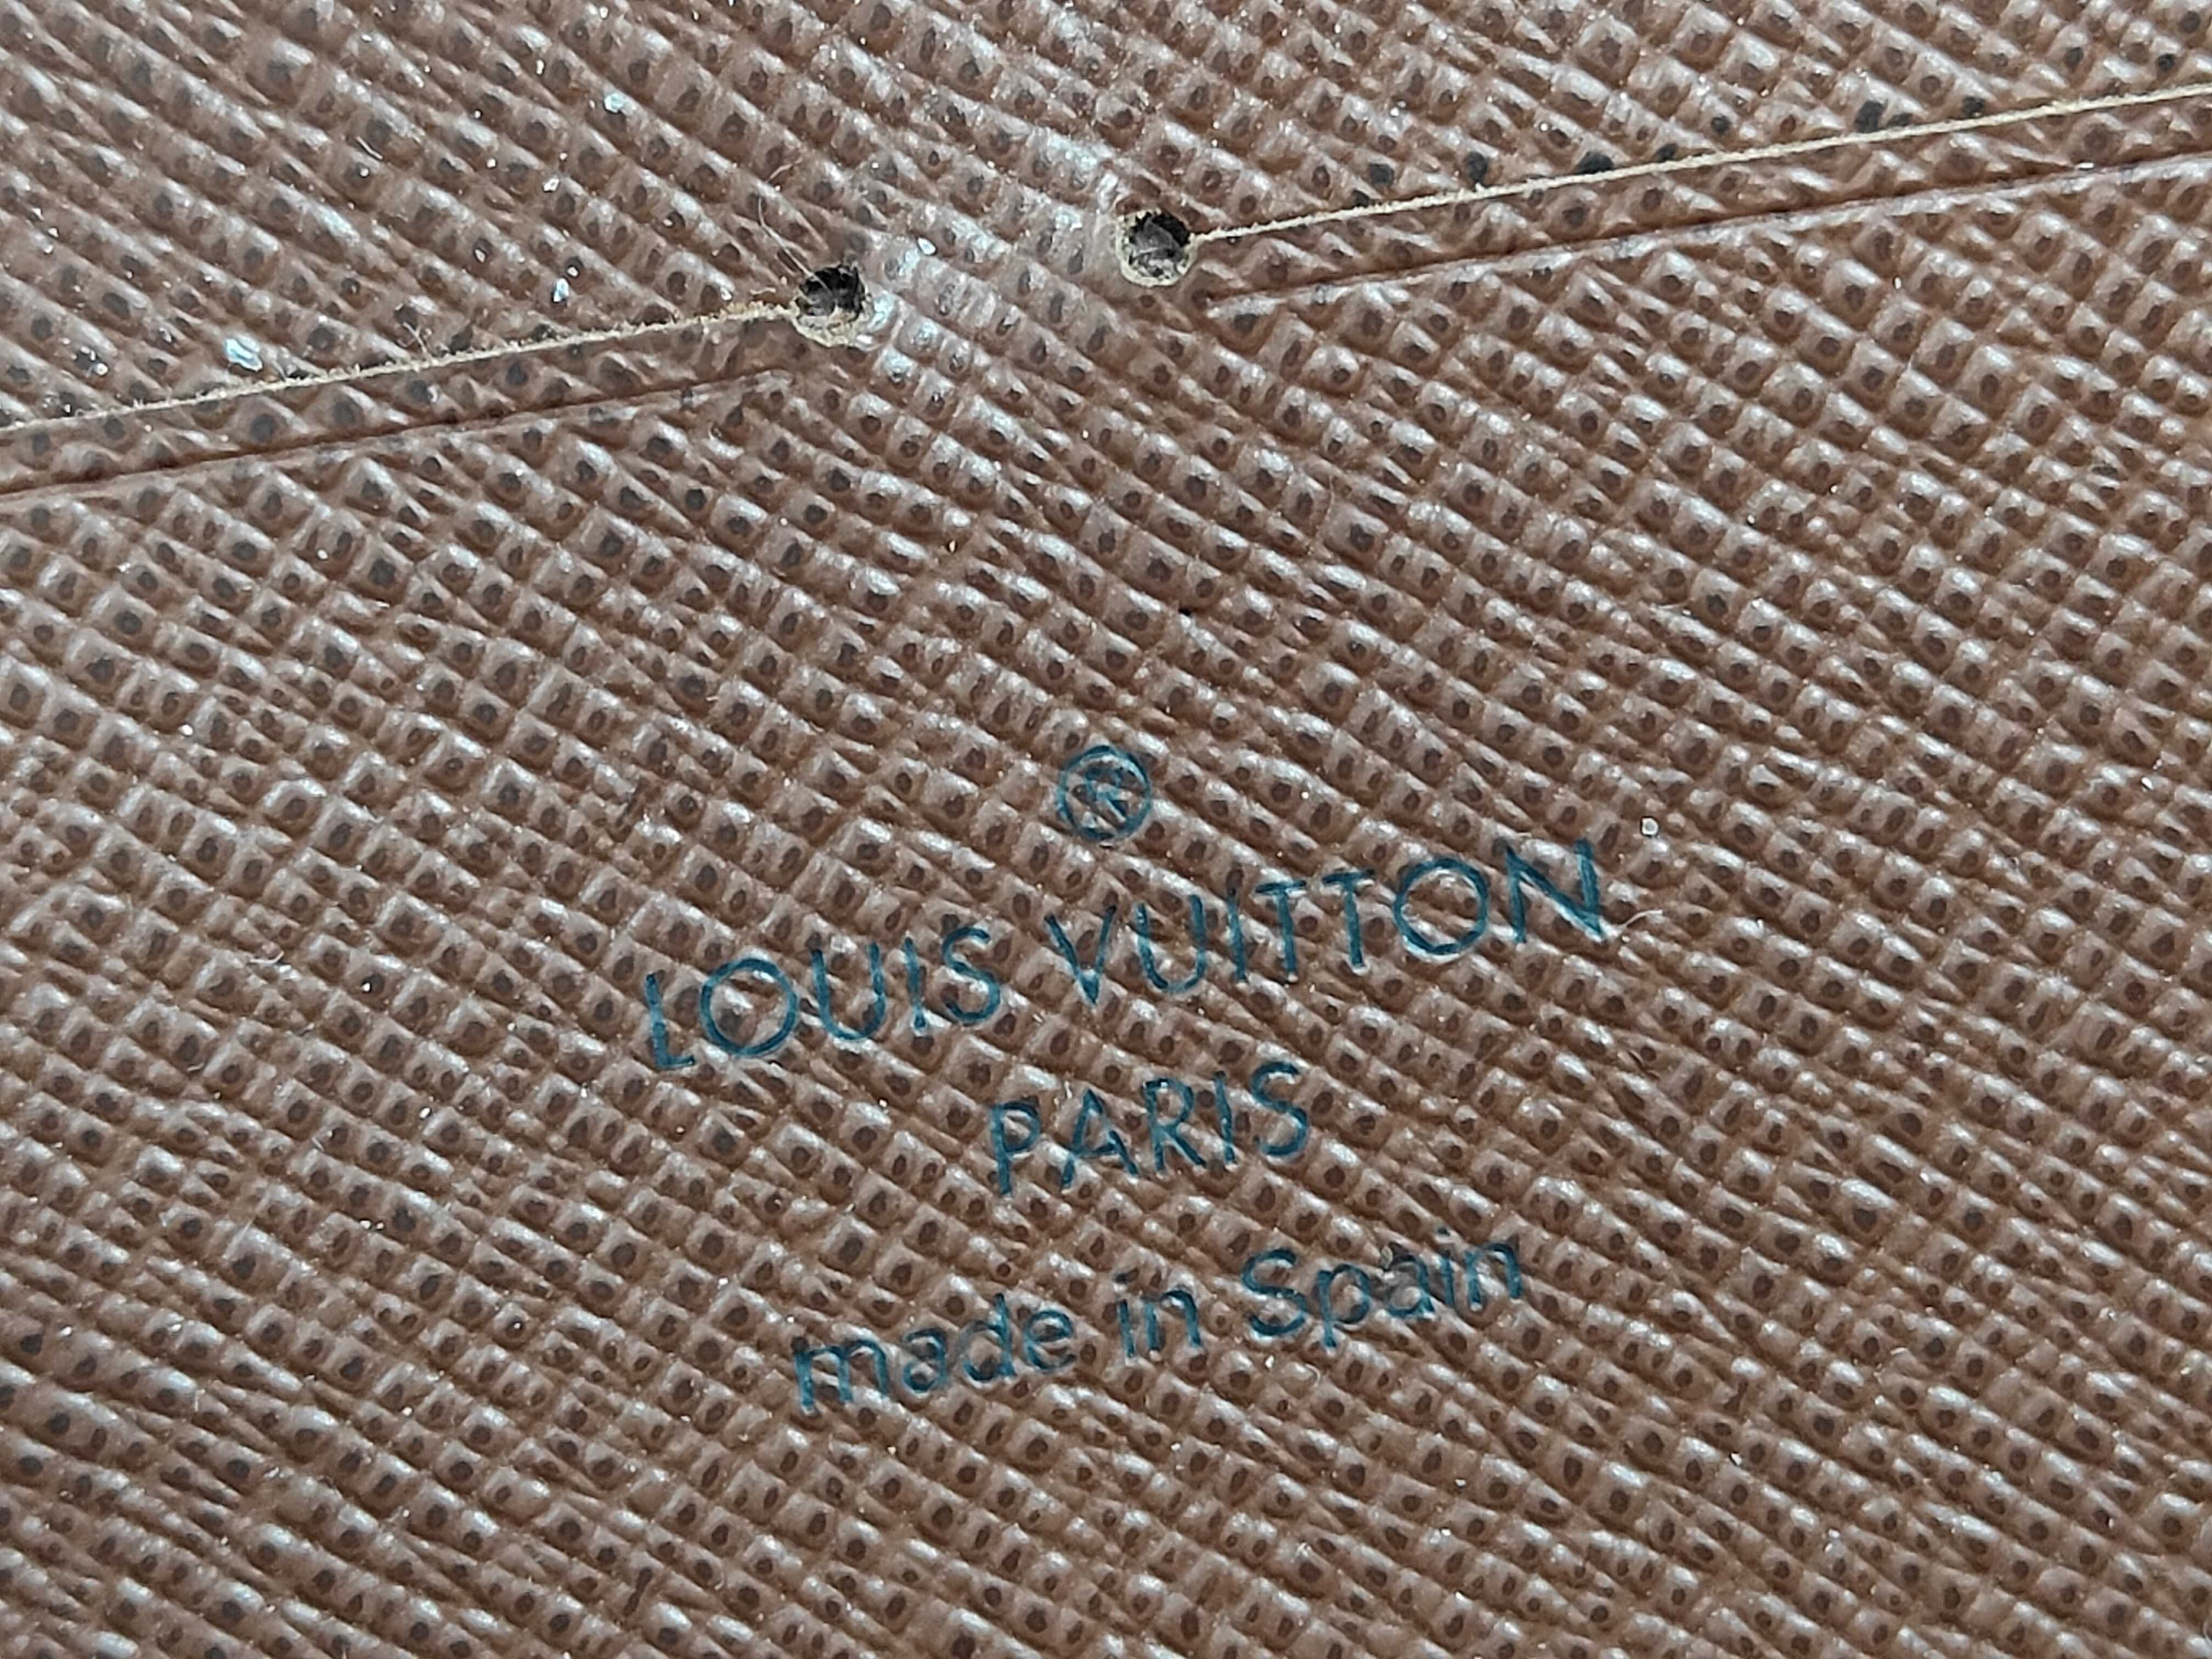 ®
LOUIS VUITTON
PARIS
made in Spain